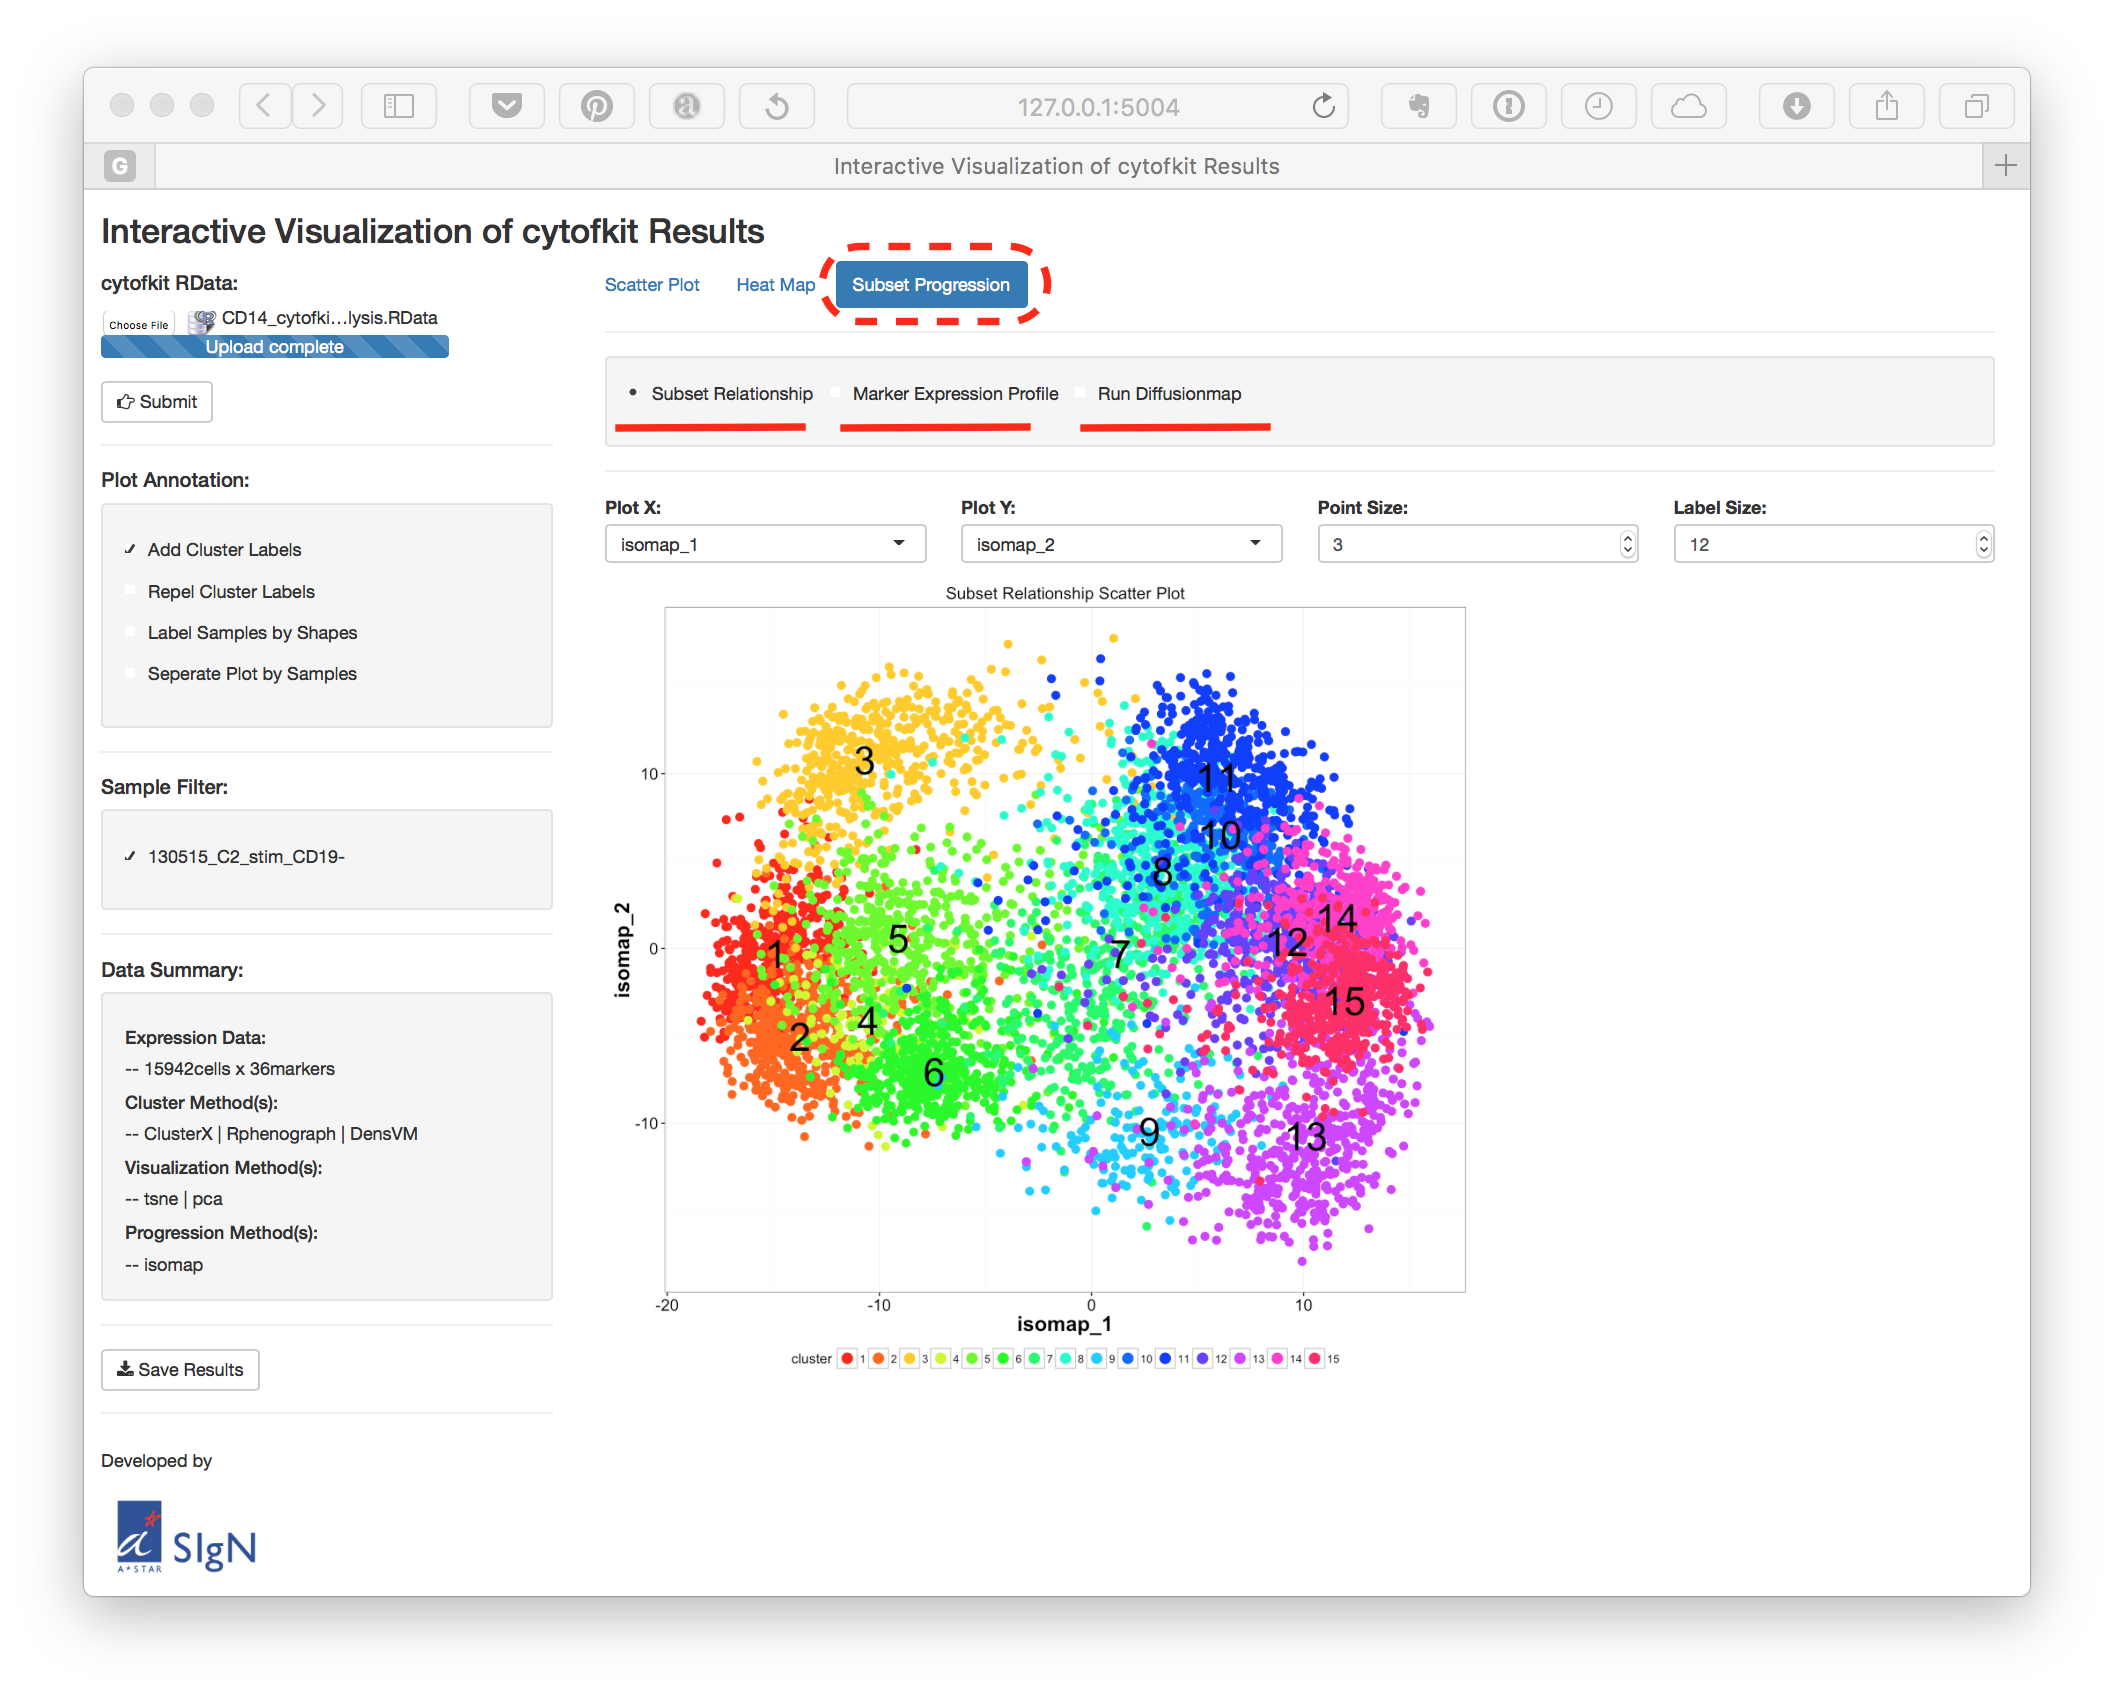 127.0.0.1:5004
G
Interactive Visualization of cytofkit Results
Interactive Visualization of cytofkit Results
cytofkit RData:
Choose File CD14_cytofki...lysis.RData
Upload complete
Submit
Plot Annotation:
Add Cluster Labels
Repel Cluster Labels
Label Samples by Shapes
Seperate Plot by Samples
Sample Filter:
130515_C2_stim_CD19-
Data Summary:
Expression Data:
-- 15942cells x 36markers
Cluster Method(s):
-- ClusterX | Rphenograph | DensVM
Visualization Method(s):
-- tsne | pca
Progression Method(s):
-- isomap
Save Results
Developed by
a
A*STAR
SIgN
Scatter Plot Heat Map Subset Progression
Subset Relationship Marker Expression Profile Run Diffusionmap
Plot X: Plot Y: Point Size: Label Size:
isomap_1 isomap_2 3 12
Subset Relationship Scatter Plot
3
11
10
8
14
12
5
1
7
15
4
2
6
9
13
10
0
-10
isomap_2
-20 -10 0 10
isomap_1
cluster 1 2 3 4 5 6 7 8 9 10 11 12 13 14 15